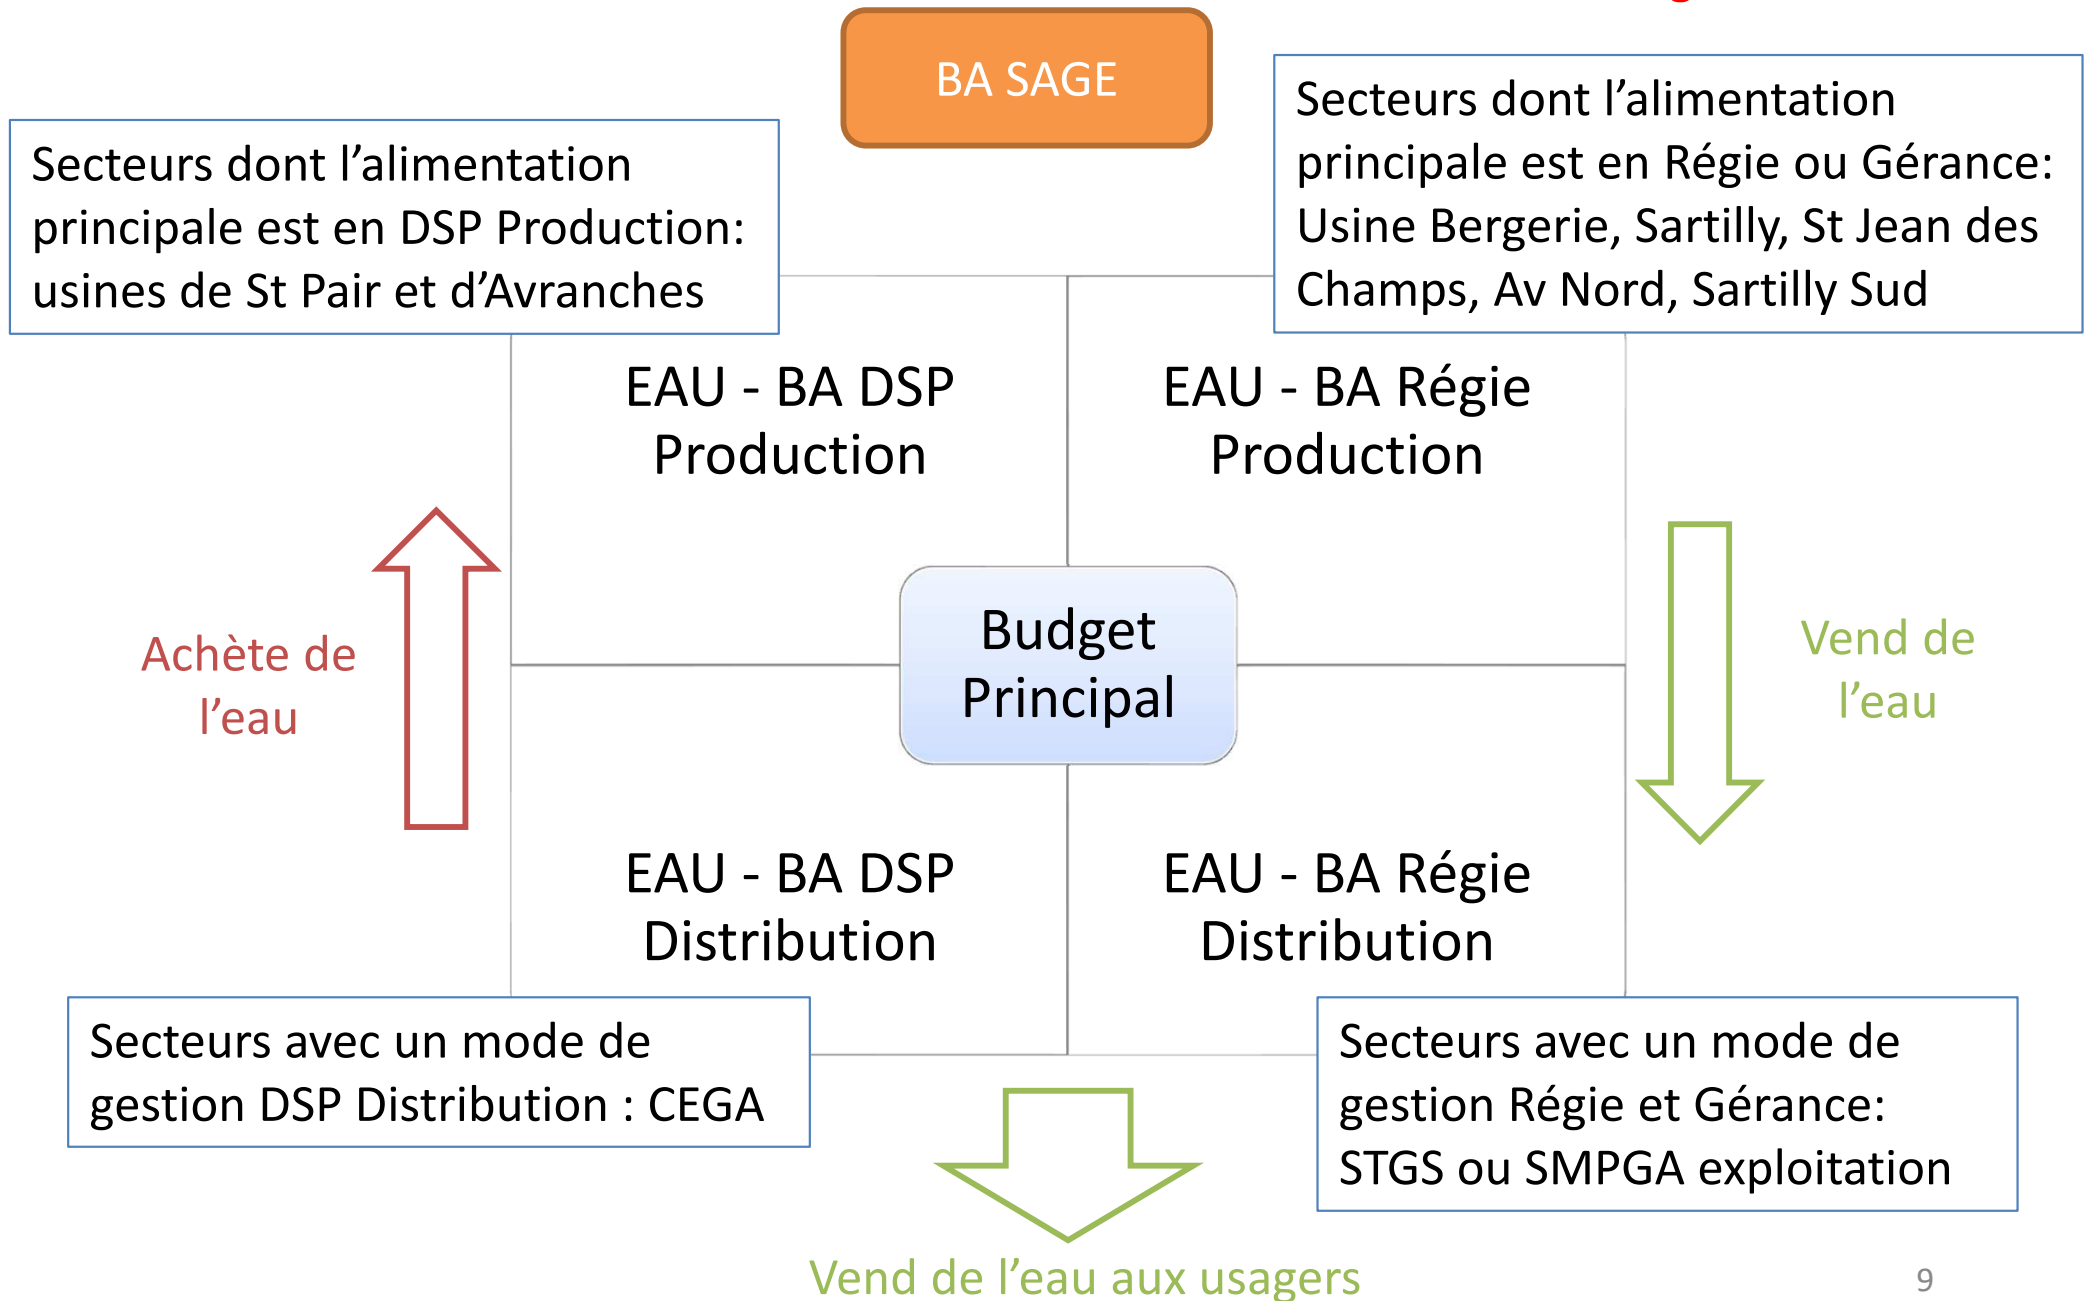 BA SAGE
Secteurs dont l’alimentation
principale est en DSP Production:
usines de St Pair et d’Avranches
Secteurs dont l’alimentation
principale est en Régie ou Gérance:
Usine Bergerie, Sartilly, St Jean des
Champs, Av Nord, Sartilly Sud
EAU - BA DSP
Production
EAU - BA Régie
Production
Achète de
l’eau
Budget
Principal
Vend de
l’eau
EAU - BA DSP
Distribution
EAU - BA Régie
Distribution
Secteurs avec un mode de
gestion DSP Distribution : CEGA
Secteurs avec un mode de
gestion Régie et Gérance:
STGS ou SMPGA exploitation
Vend de l’eau aux usagers
9